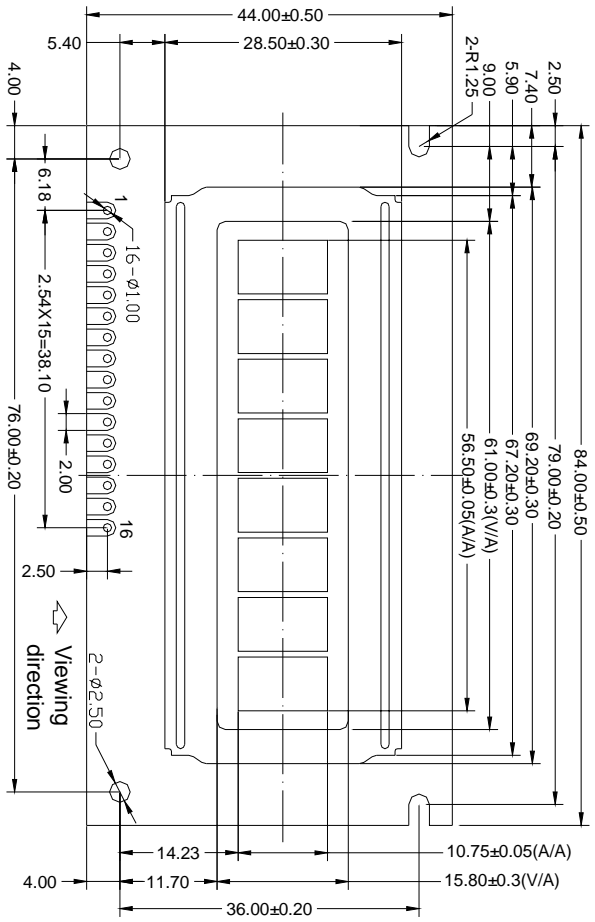 44.00±0.50
5.40
28.50±0.30
2-R1.25
9.00
5.90
7.40
2.50
4.00
6.18
1
16-Ø1.00
2.54X15=38.10
76.00±0.20
2.00
16
2.50
Viewing
direction
2-Ø2.50
56.50±0.05(A/A)
61.00±0.3(V/A)
67.20±0.30
69.20±0.30
79.00±0.20
84.00±0.50
14.23
10.75±0.05(A/A)
4.00
11.70
15.80±0.3(V/A)
36.00±0.20